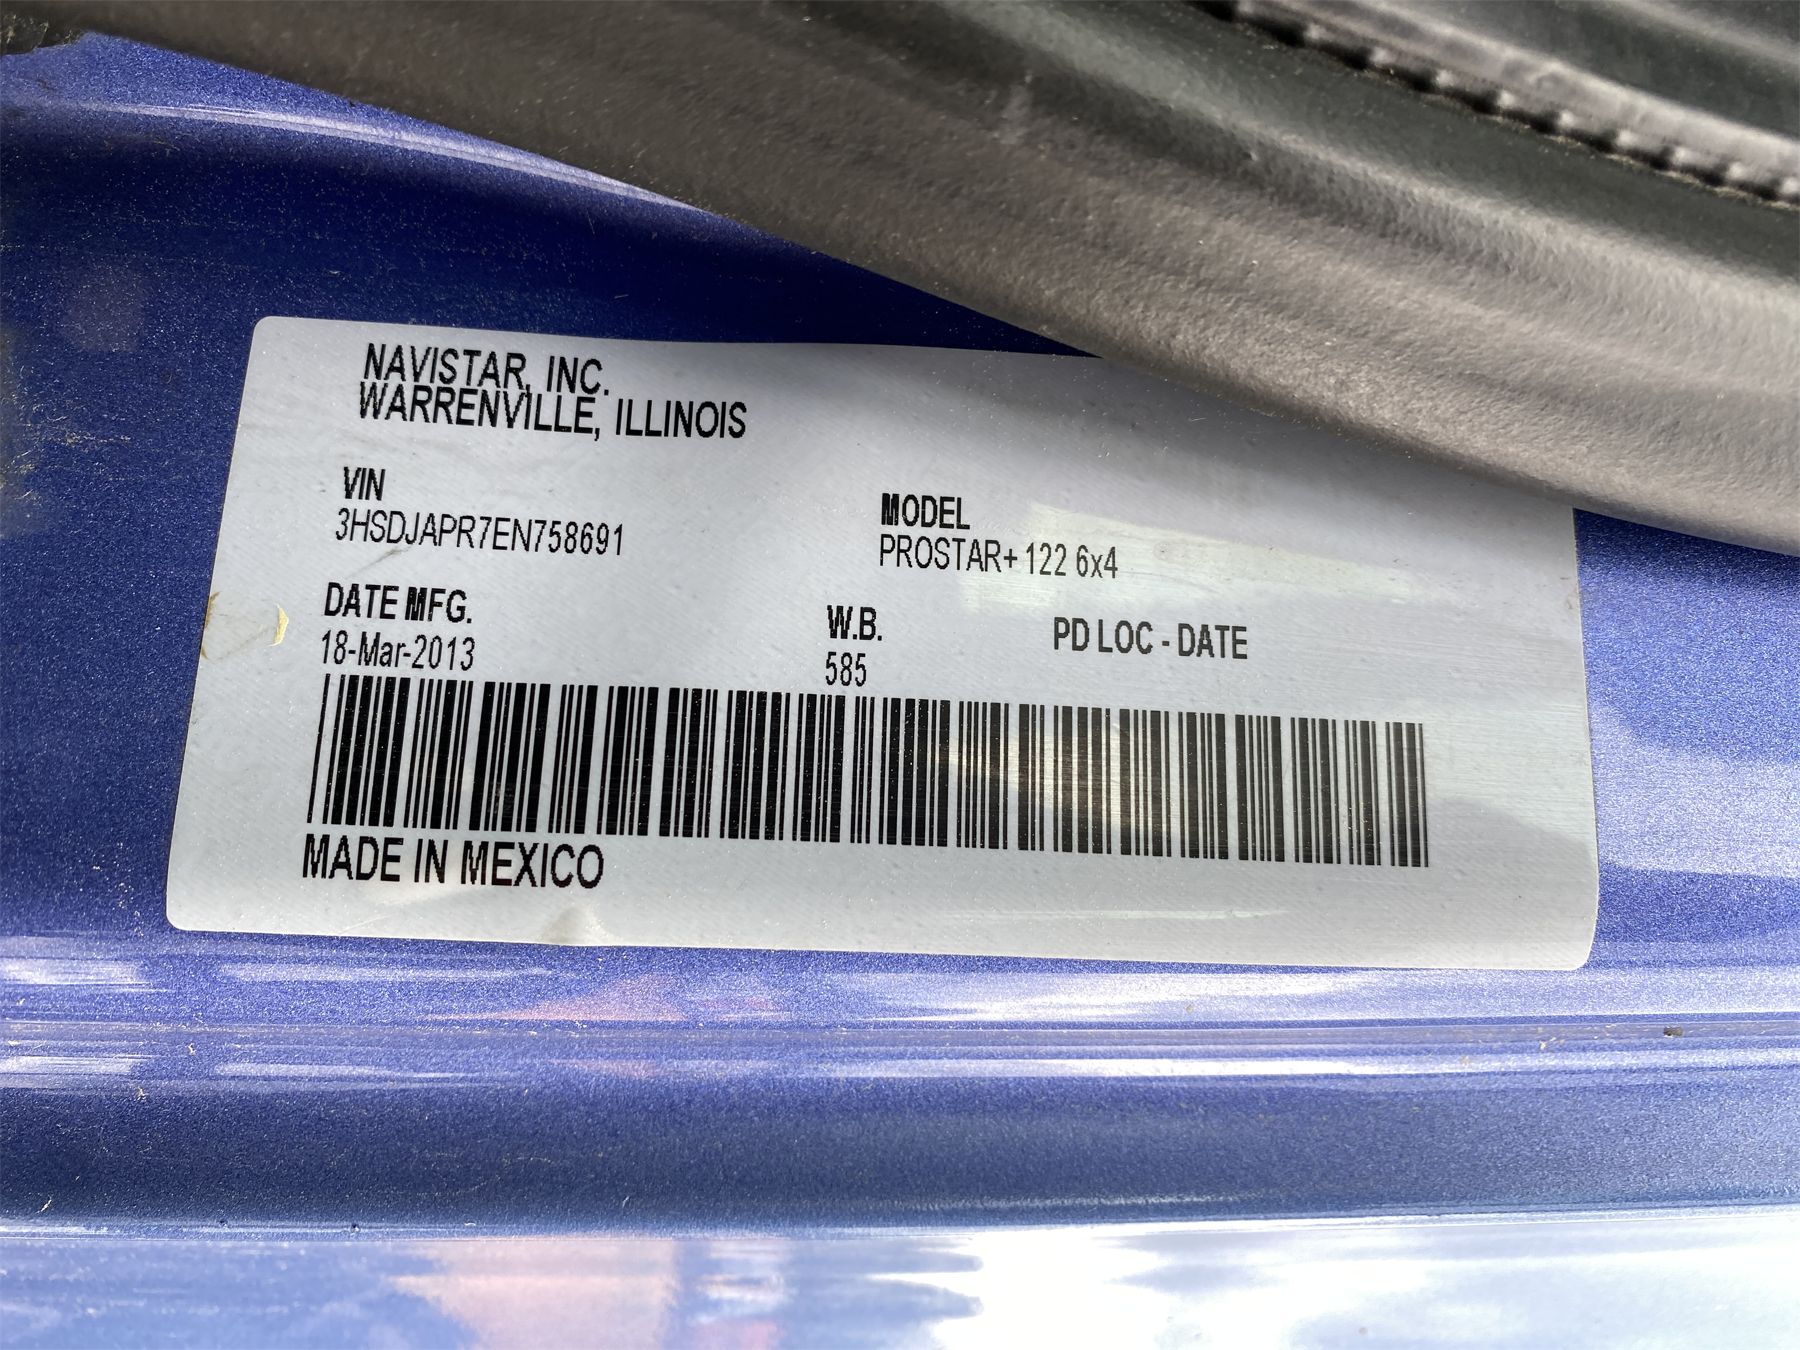 NAVISTAR, INC.
WARRENVILLE, ILLINOIS
VIN
3HSDJAPR7EN758691
MODEL
PROSTAR+ 122 6x4
DATE MFG.
18-Mar-2013
W.B.
585
PD LOC - DATE
MADE IN MEXICO